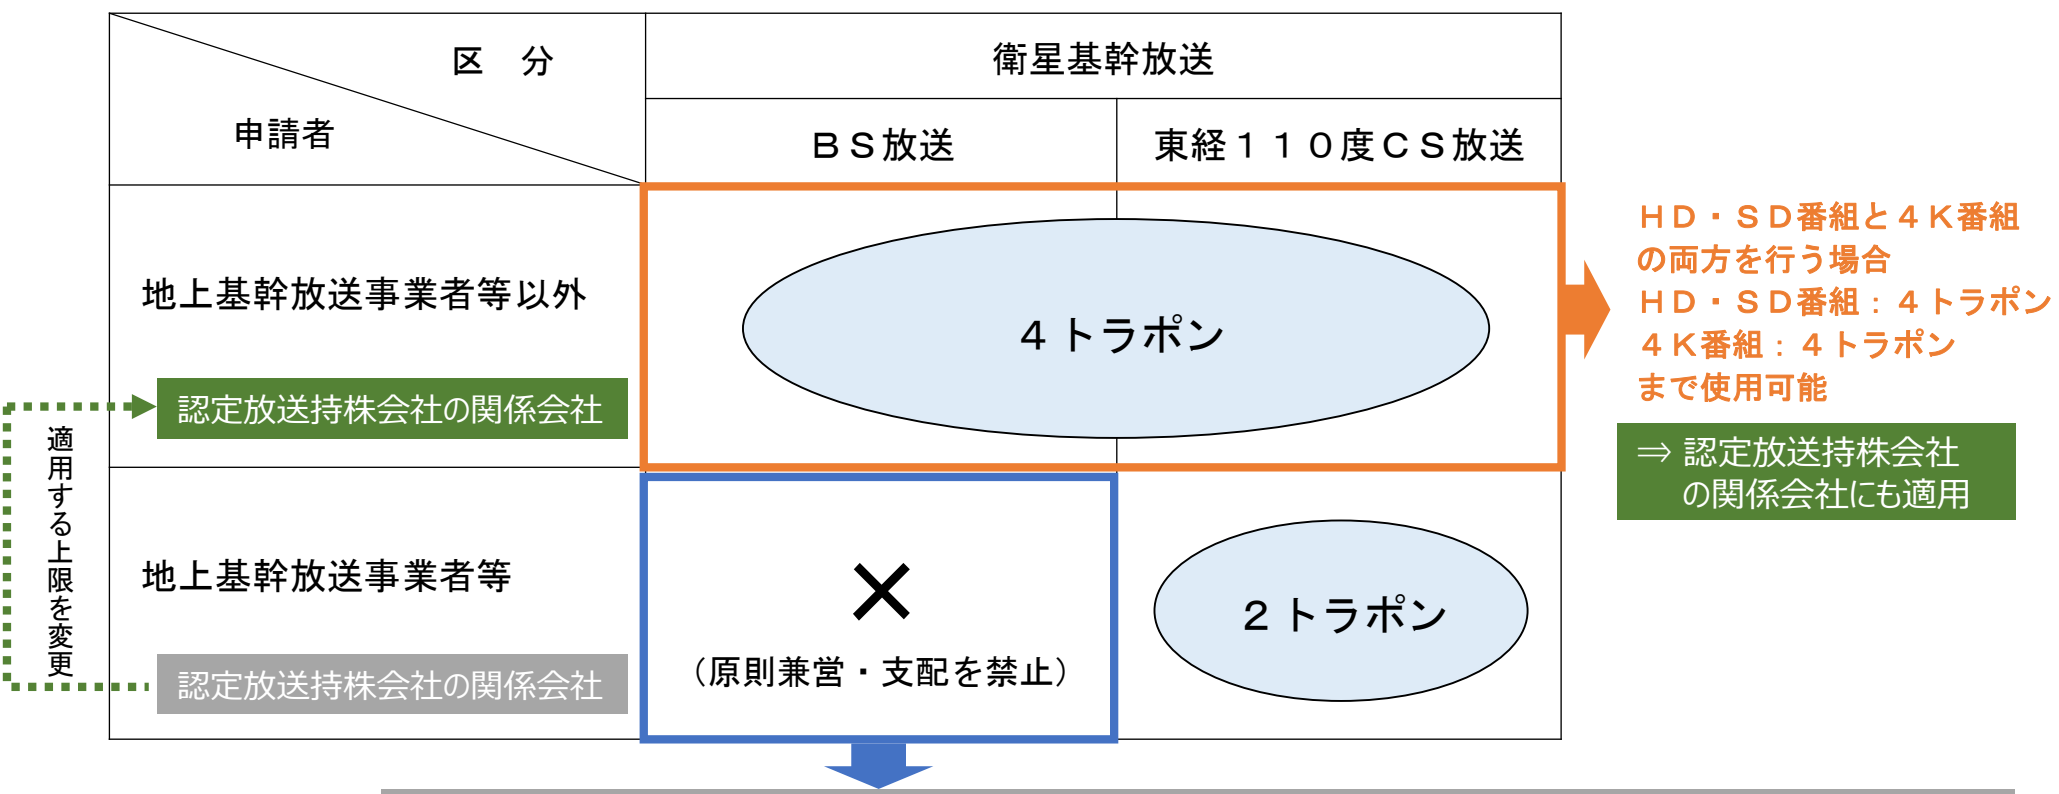 区　分
申請者
衛星基幹放送
ＢＳ放送
東経１１０度ＣＳ放送
地上基幹放送事業者等以外
認定放送持株会社の関係会社
４トラポン
ＨＤ・ＳＤ番組と４Ｋ番組
の両方を行う場合
ＨＤ・ＳＤ番組：４トラポン
４Ｋ番組：４トラポン
まで使用可能
⇒ 認定放送持株会社
の関係会社にも適用
適用する上限を変更
地上基幹放送事業者等
認定放送持株会社の関係会社
×
（原則兼営・支配を禁止）
２トラポン